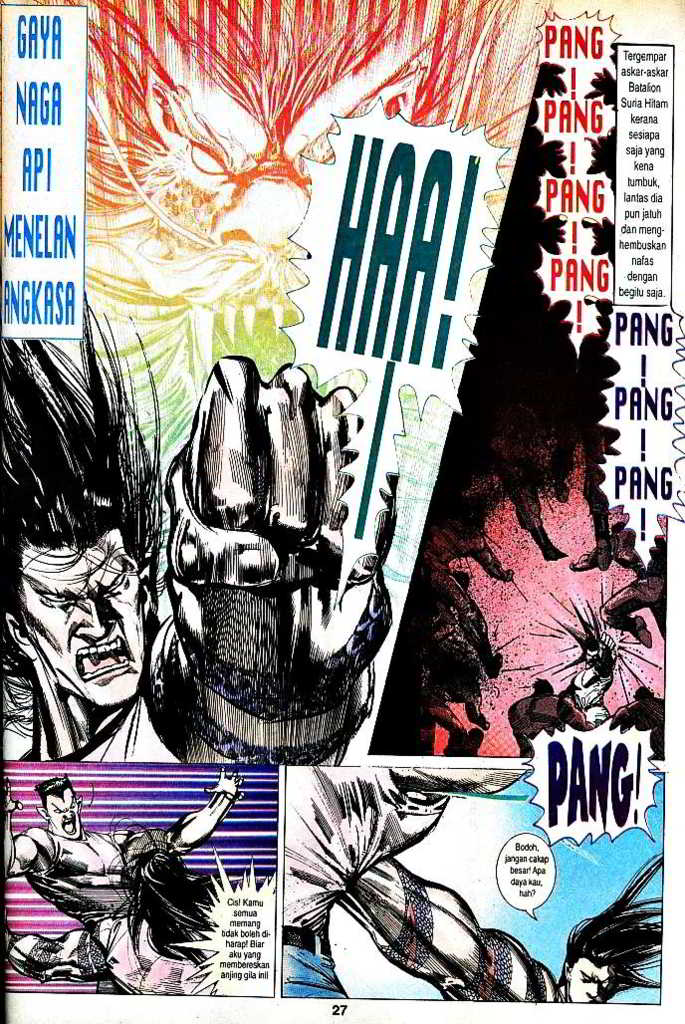 GAYA
NAGA
API
MENELAN
ANGKASA
HAA!
PANG
!
PANG
!
PANG
!
PANG
!
Tergempar
askar-askar
Batalion
Suria Hitam
kerana
sesiapa
saja yang
kena
tumbuk,
lantas dia
pun jatuh
dan meng-
hembuskan
nafas
dengan
begitu saja.
PANG
!
PANG
!
PANG
!
PANG!
Cis! Kamu
semua
memang
tidak boleh di-
harap! Biar
aku yang
membereskan
anjing gila ini!
Bodoh,
jangan cakap
besar! Apa
daya kau,
hah?
27